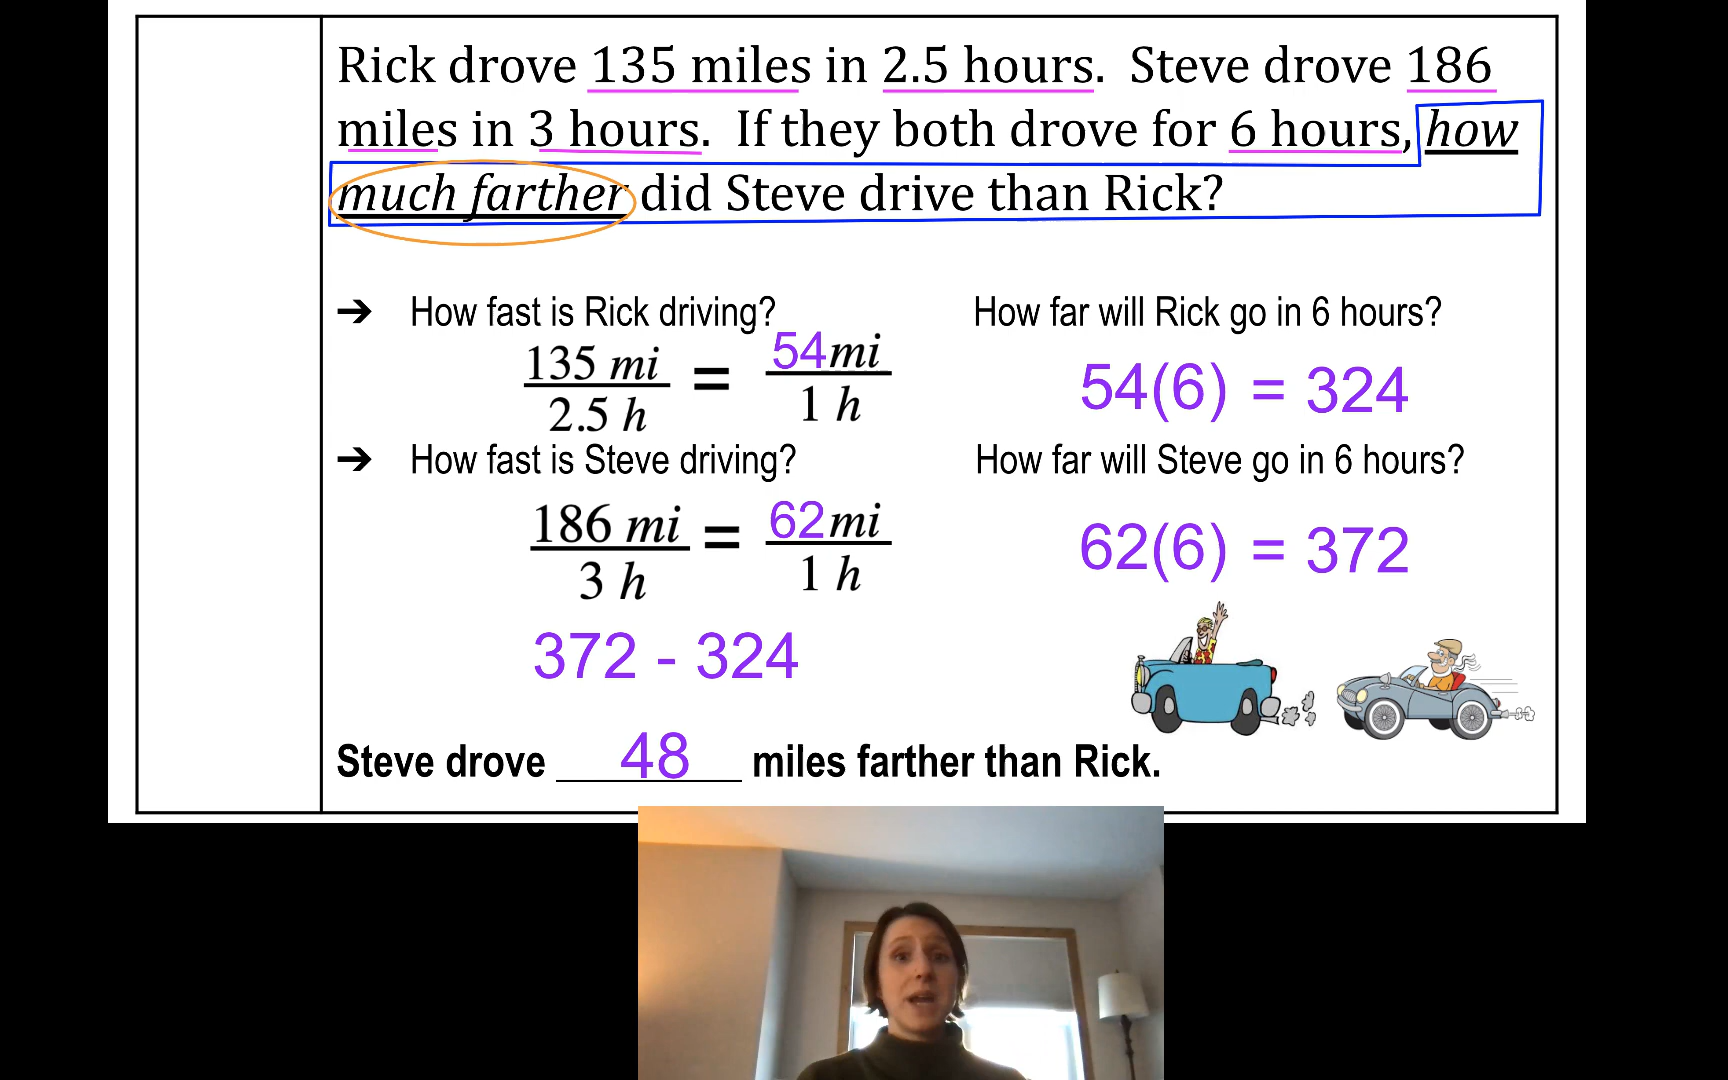 Rick drove 135 miles in 2.5 hours. Steve drove 186
miles in 3 hours. If they both drove for 6 hours, how
much farther did Steve drive than Rick?
➔ How fast is Rick driving?
135 mi / 2.5 h = 54mi / 1 h
How far will Rick go in 6 hours?
54(6) = 324
➔ How fast is Steve driving?
186 mi / 3 h = 62mi / 1 h
How far will Steve go in 6 hours?
62(6) = 372
372 - 324
Steve drove 48 miles farther than Rick.